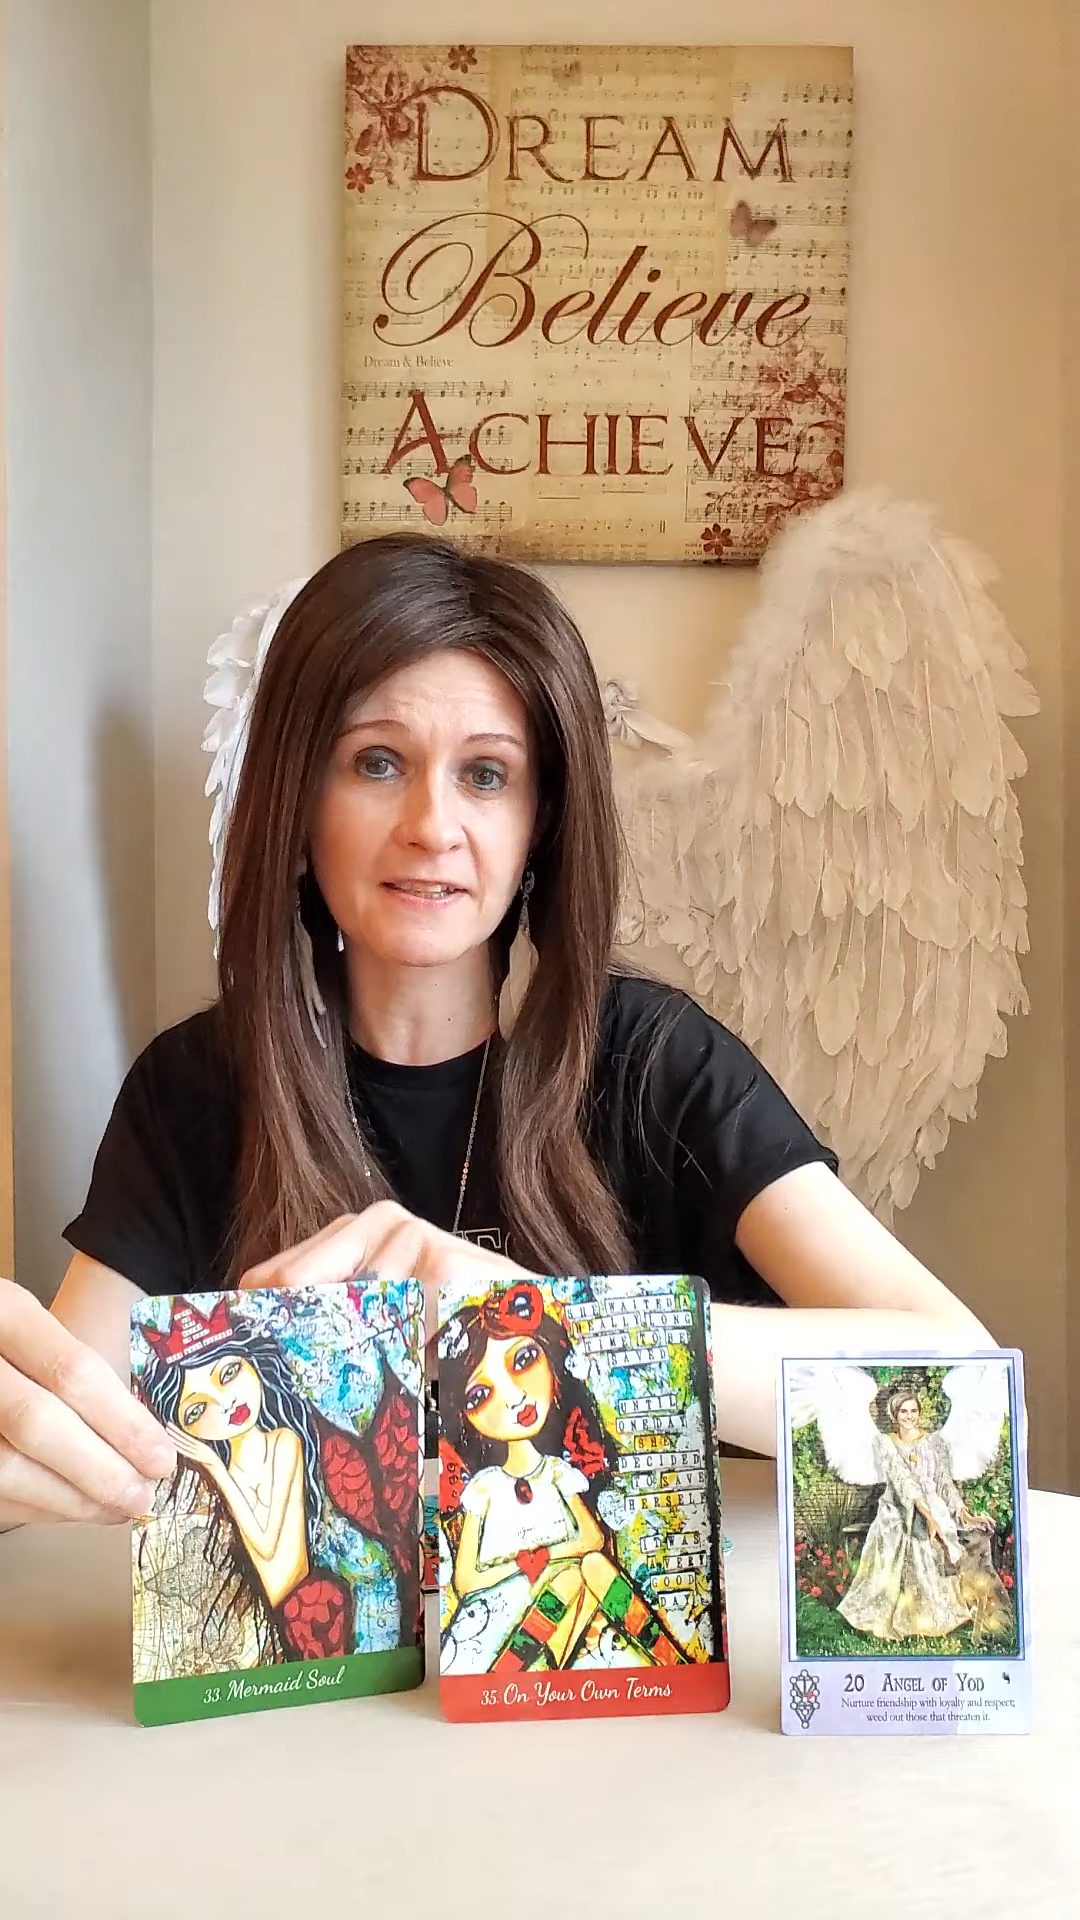 DREAM
Believe
Dream & Believe
ACHIEVE
SHE WAITED A
REALLY LONG
TIME
UNTIL
ONE DAY
SHE
DECIDED
TO SAVE
HERSELF
IT WAS
A VERY
GOOD
DAY
33. Mermaid Soul
35. On Your Own Terms
20 ANGEL OF YOD י
Nurture friendship with loyalty and respect;
weed out those that threaten it.